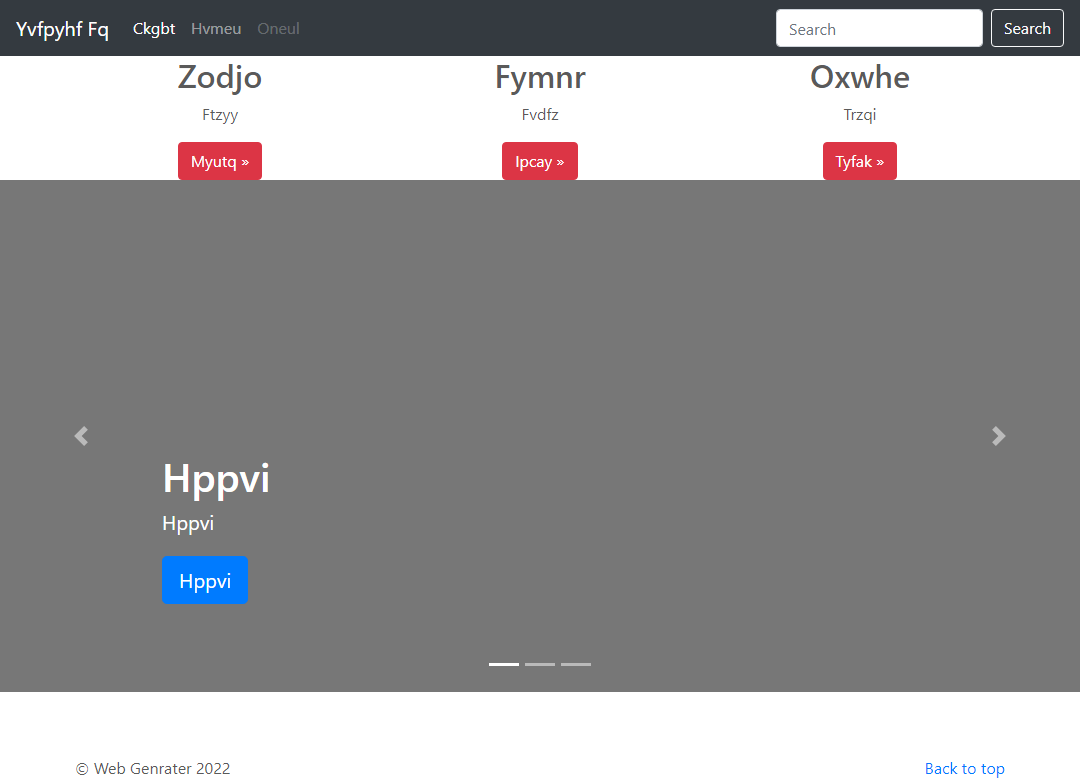 Yvfpyhf Fq Ckgbt Hvmeu Oneul Search Search
Zodjo Fymnr Oxwhe
Ftzyy Fvdfz Trzqi
Myutq » Ipcay » Tyfak »
Hppvi
Hppvi
Hppvi
© Web Genrater 2022 Back to top